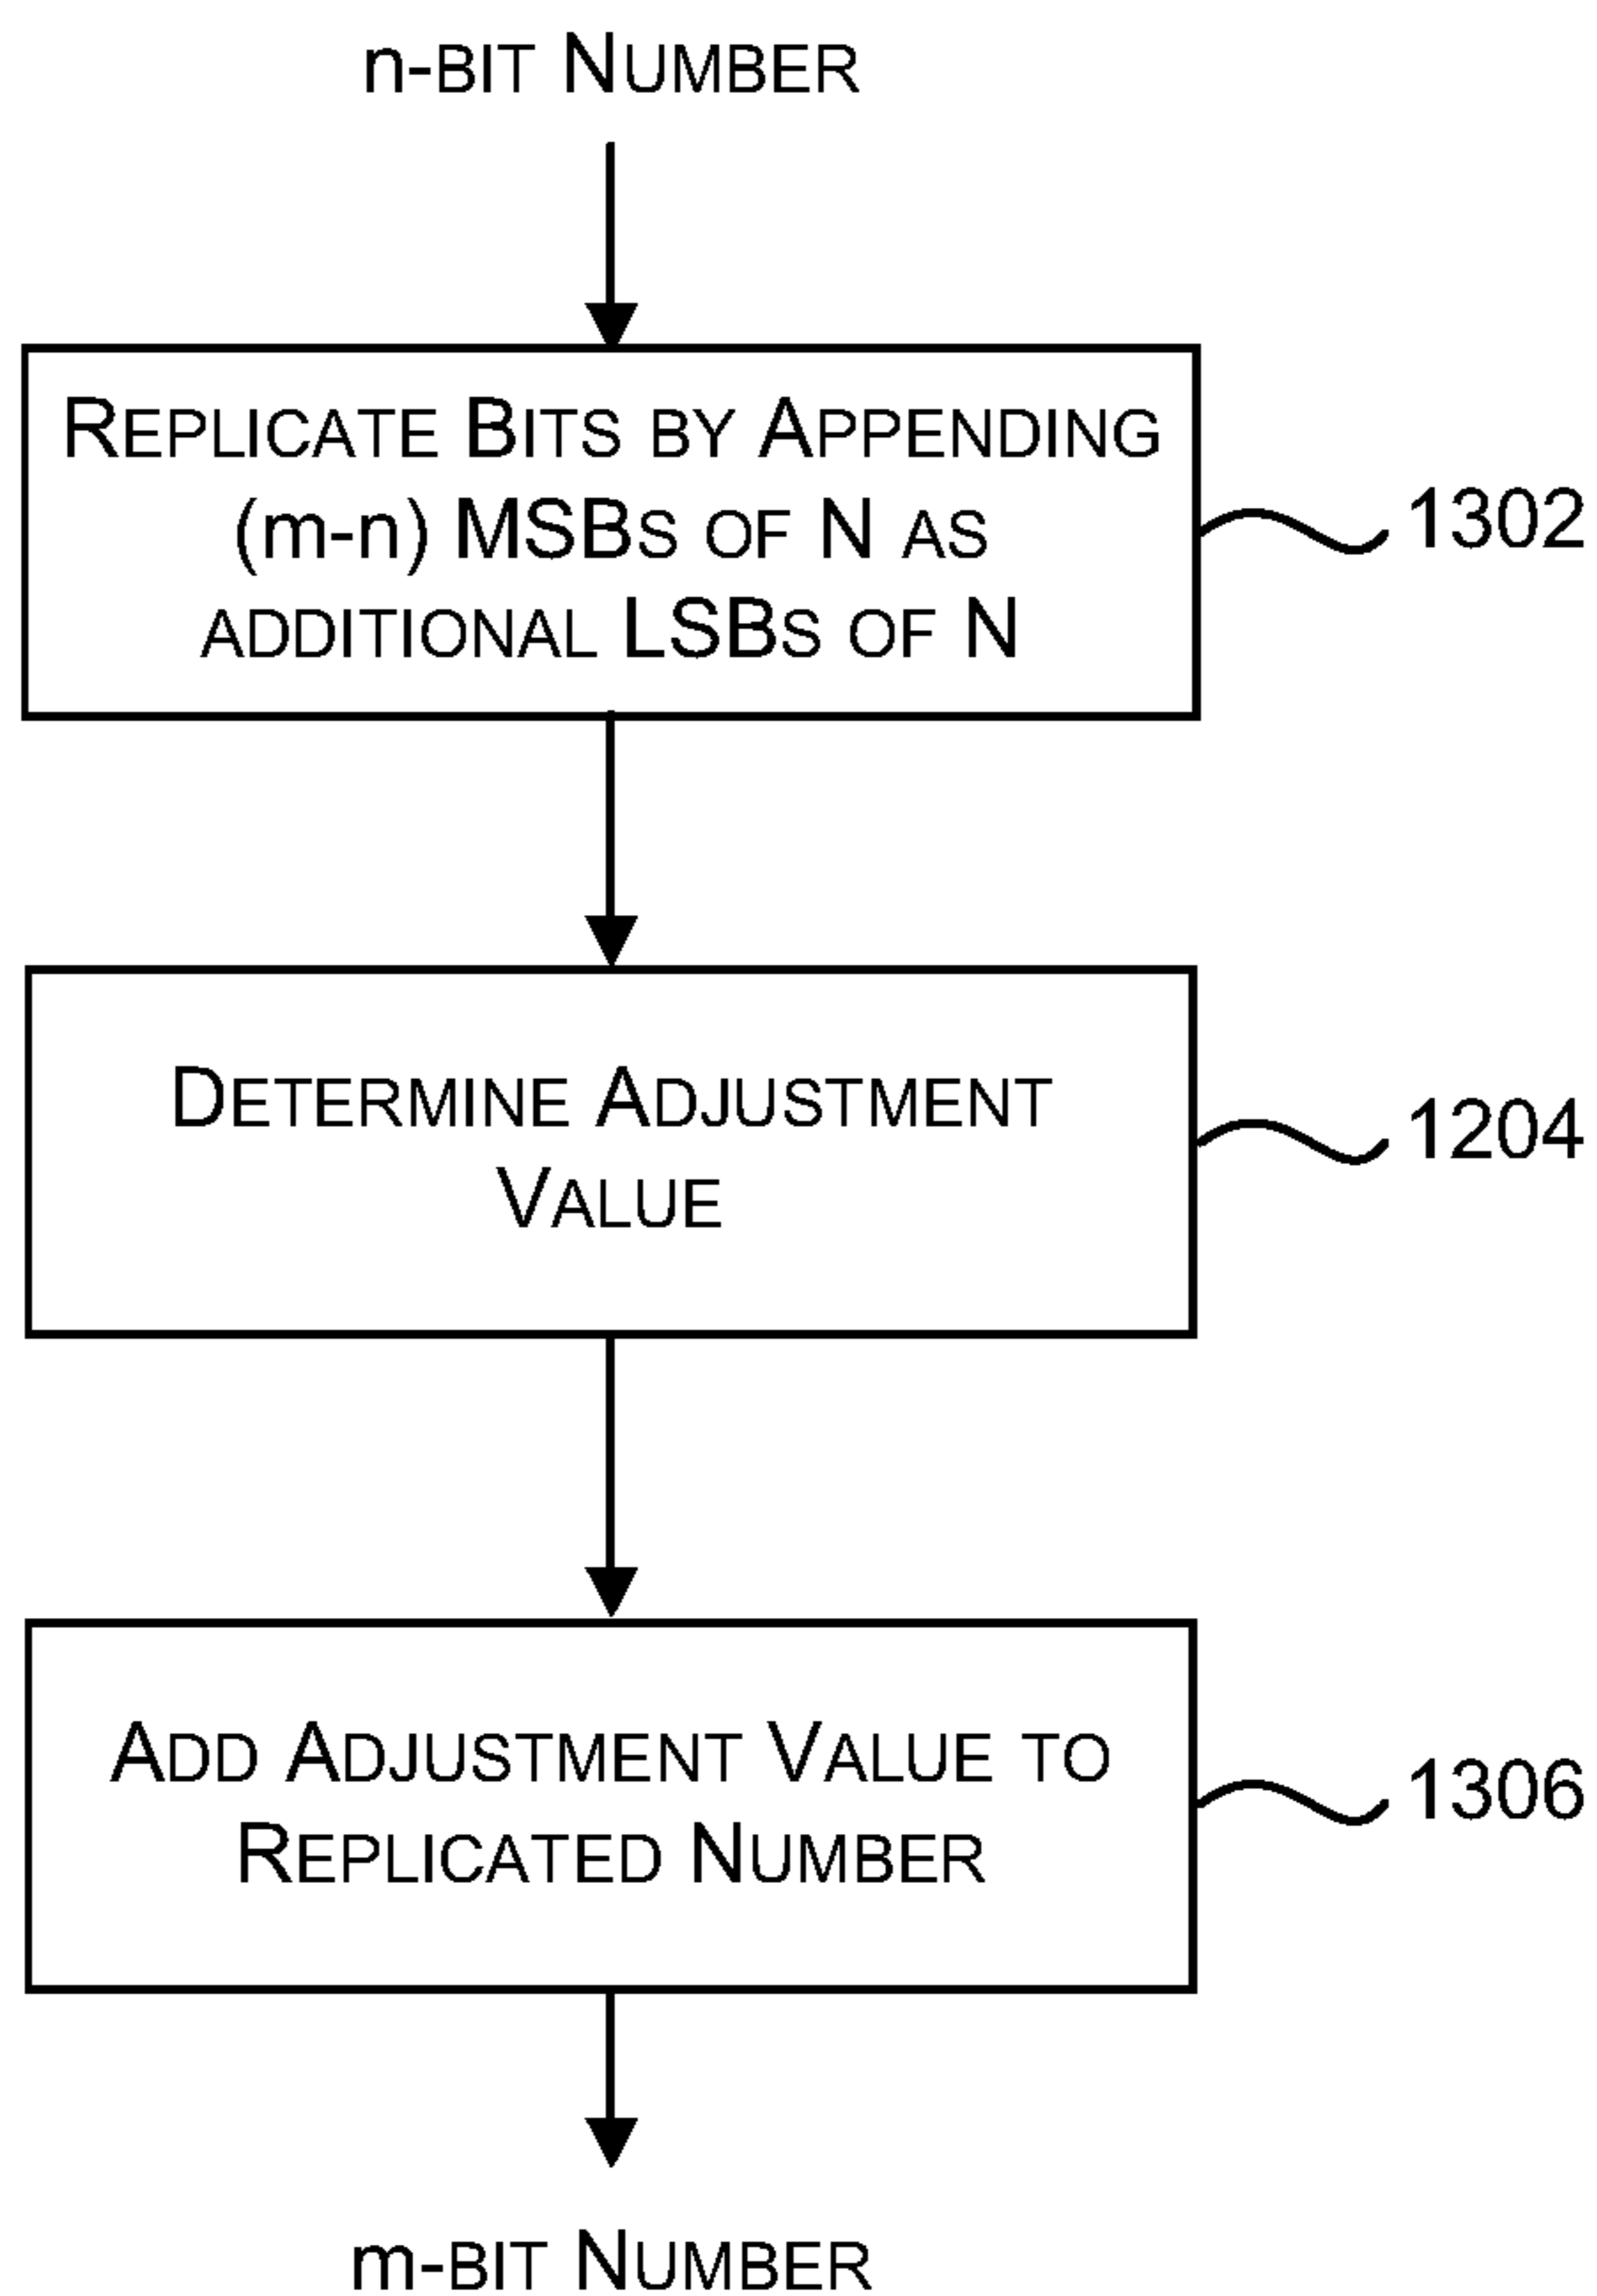 n-BIT NUMBER
REPLICATE BITS BY APPENDING
(m-n) MSBS OF N AS
ADDITIONAL LSBS OF N
1302
DETERMINE ADJUSTMENT
VALUE
1204
ADD ADJUSTMENT VALUE TO
REPLICATED NUMBER
1306
m-BIT NUMBER